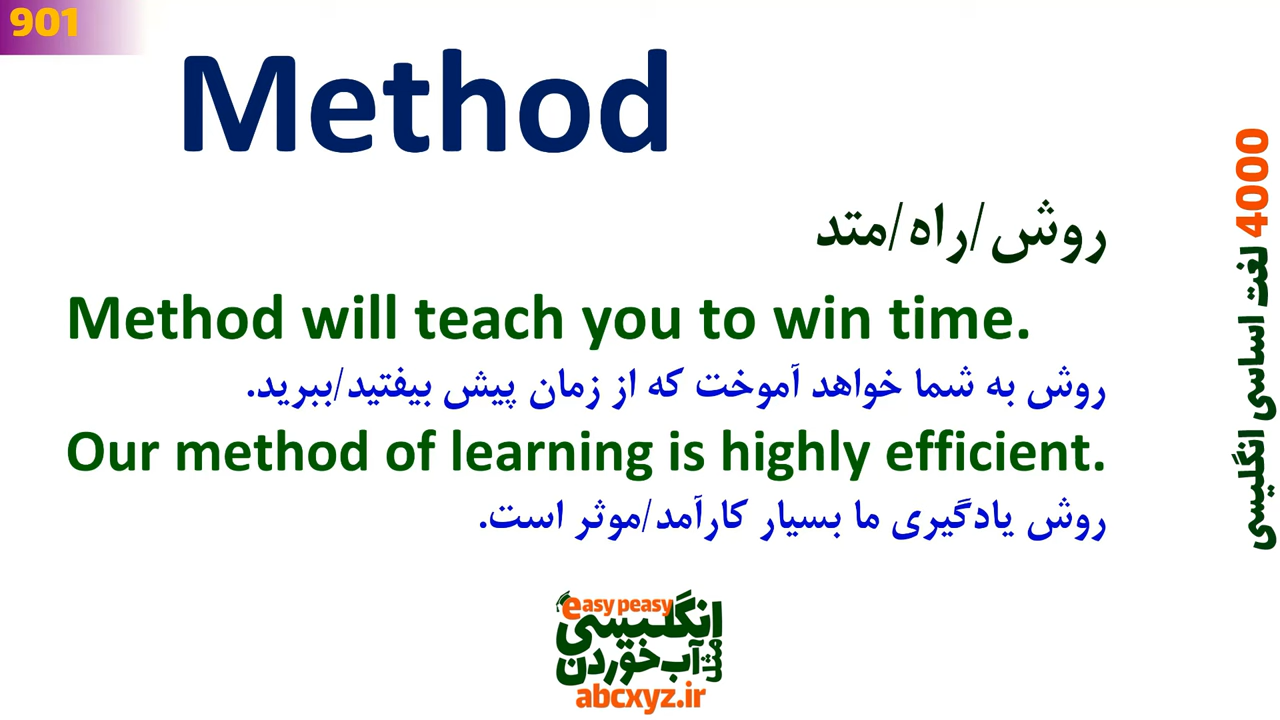 901
Method
روش/راه/متد
Method will teach you to win time.
روش به شما خواهد آموخت که از زمان پیش بیفتید/ببرید.
Our method of learning is highly efficient.
روش یادگیری ما بسیار کارآمد/موثر است.
4000 لغت اساسی انگلیسی
easy peasy
انگلیسی
مثل آب خوردن
abcxyz.ir